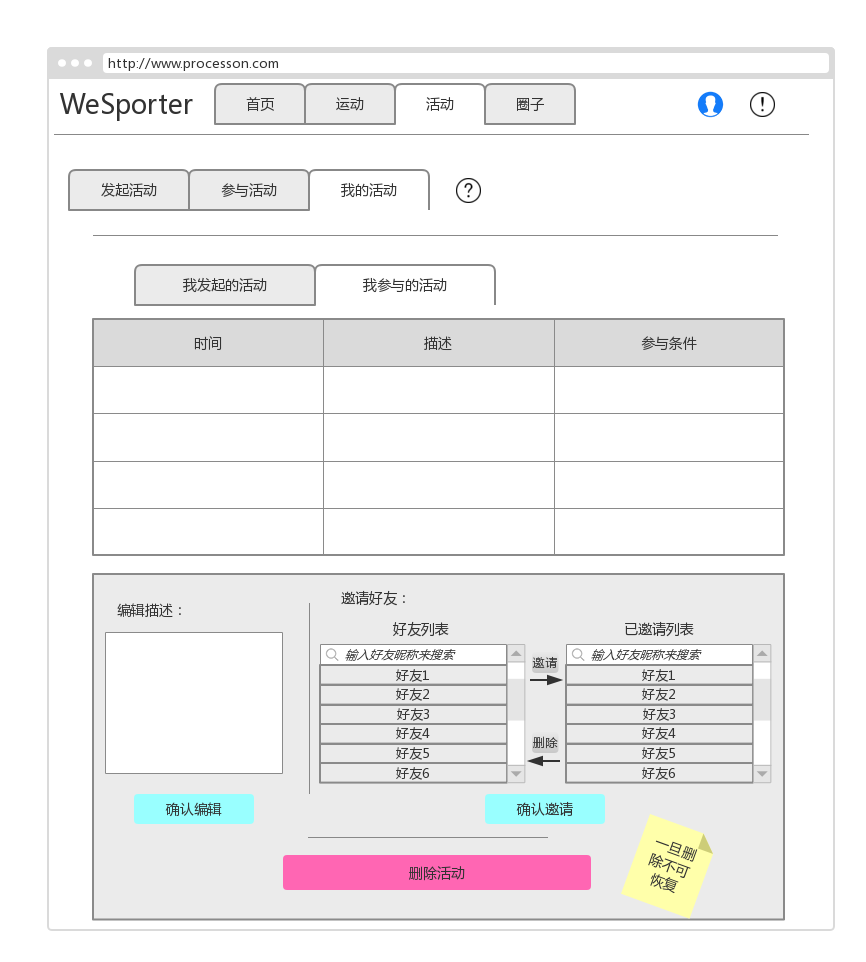 http://www.processon.com
WeSporter
首页
运动
活动
圈子
发起活动
参与活动
我的活动
?
我发起的活动
我参与的活动
时间
描述
参与条件
编辑描述：
邀请好友：
好友列表
已邀请列表
输入好友昵称来搜索
好友1
好友2
好友3
好友4
好友5
好友6
邀请
删除
输入好友昵称来搜索
好友1
好友2
好友3
好友4
好友5
好友6
确认编辑
确认邀请
一旦删
除不可
恢复
删除活动